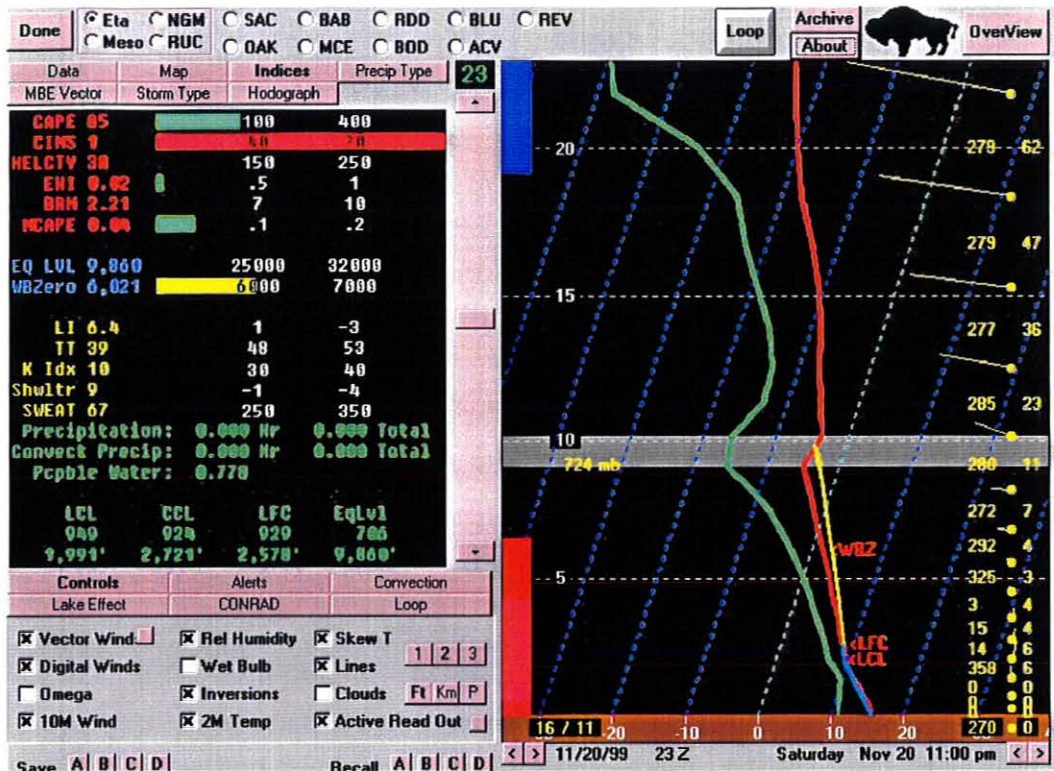 Done
Eta NGM SAC BAB RDD BLU REV
Meso RUC OAK MCE BOD ACV
Loop
Archive
About
OverView
Data Map Indices Precip Type
MBE Vector Storm Type Hodograph
23
CAPE 85 100 400
CINS 1
HELCTY 38 150 250
EHI 0.02 .5 1
BRN 2.21 7 10
MCAPE 0.04 .1 .2
EQ LVL 9,860 25000 32000
WBZero 6,021 6000 7000
LI 6.4 1 -3
TT 39 48 53
K Idx 10 30 40
Shwltr 9 -1 -4
SWEAT 67 250 350
Precipitation: 0.000 Hr 0.000 Total
Conveck Precip: 0.000 Hr 0.000 Total
Pcpble Water: 0.778
LCL CCL LFC EqLvl
949 924 929 706
2,721' 2,578' 9,860'
Controls Alerts Convection
Lake Effect CONRAD Loop
Vector Wind Rel Humidity Skew T
1 2 3
Digital Winds Wet Bulb Lines
Omega Inversions Clouds Ft Km P
10M Wind 2M Temp Active Read Out
Save A B C D Recall A B C D
20 279 62
279 47
15
277 36
285 23
10
724 mb 280 11
272 7
WBZ 292 4
5 325 3
3 4
15 4
LFC 14 6
LCL 358 6
0 0
16 / 11 -20 -10 0 10 20 30 270 0
< > 11/20/99 23Z Saturday Nov 20 11:00 pm < >